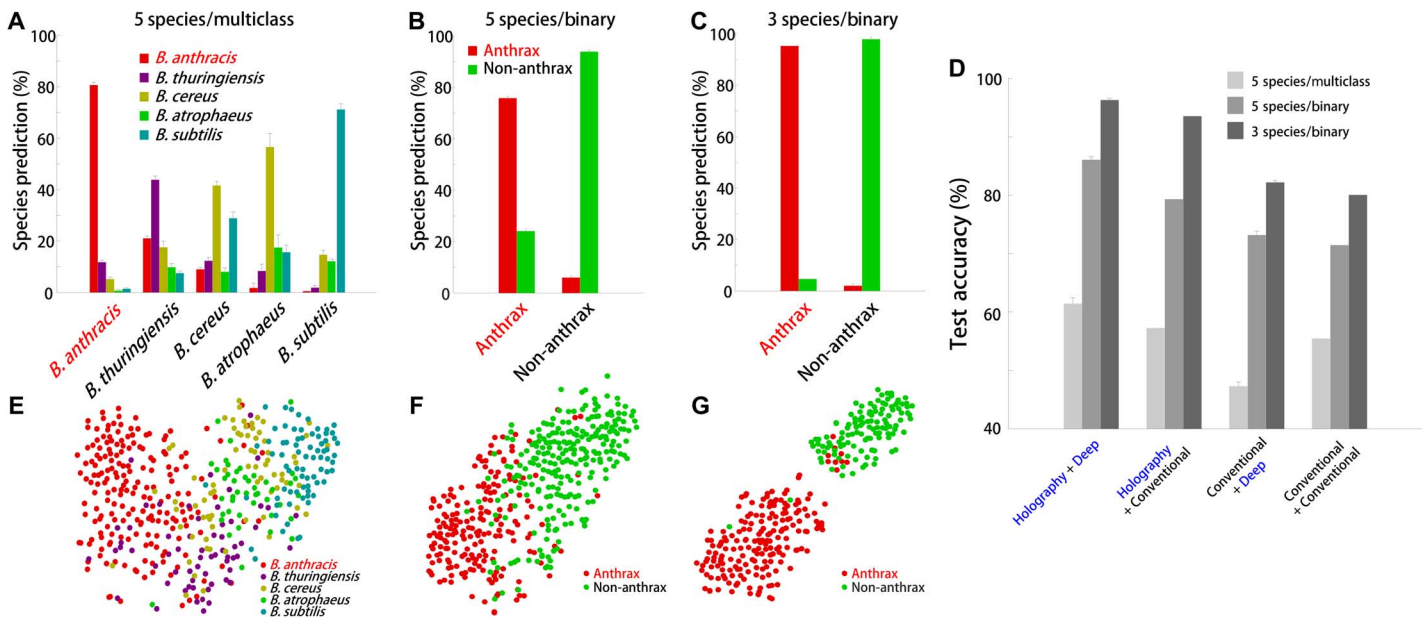 A
5 species/multiclass
Species prediction (%)
100
80
60
40
20
0
B. anthracis
B. thuringiensis
B. cereus
B. atrophaeus
B. subtilis
B. anthracis
B. thuringiensis
B. cereus
B. atrophaeus
B. subtilis
B
5 species/binary
Species prediction (%)
100
80
60
40
20
0
Anthrax
Non-anthrax
Anthrax
Non-anthrax
C
3 species/binary
Species prediction (%)
100
80
60
40
20
0
Anthrax
Non-anthrax
D
Test accuracy (%)
100
80
60
40
5 species/multiclass
5 species/binary
3 species/binary
Holography + Deep
Holography
+ Conventional
Conventional
+ Deep
Conventional
+ Conventional
E
B. anthracis
B. thuringiensis
B. cereus
B. atrophaeus
B. subtilis
F
Anthrax
Non-anthrax
G
Anthrax
Non-anthrax